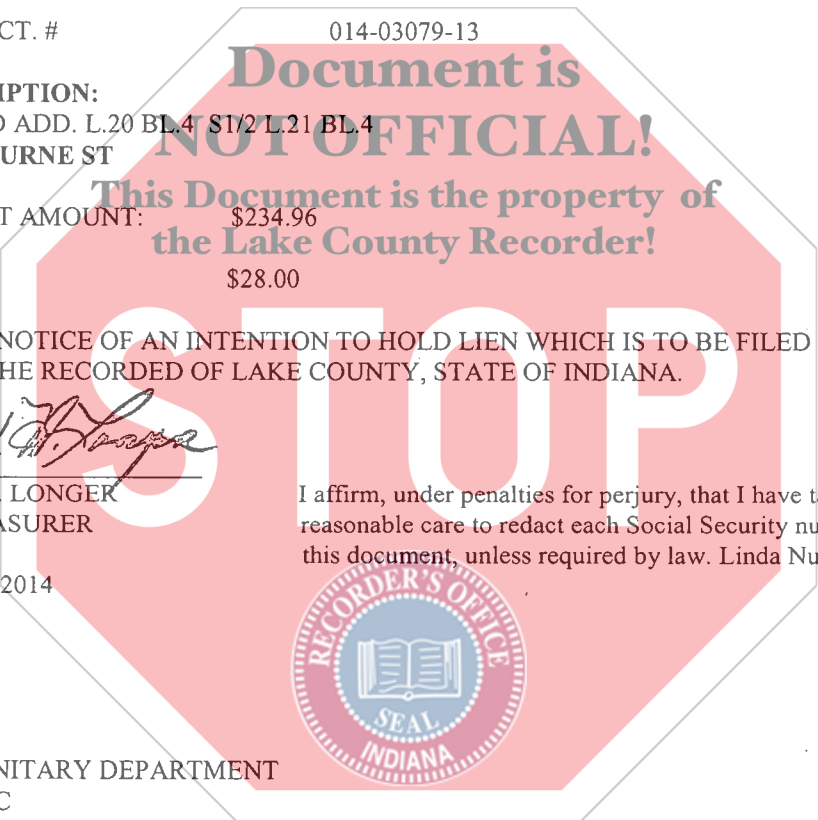 CT. # 014-03079-13
Document is
IPTION:
D ADD. L.20 BL.4 S1/2 L.21 BL.4
NOT OFFICIAL!
URNE ST
This Document is the property of
T AMOUNT: $234.96
the Lake County Recorder!
$28.00
STOP
NOTICE OF AN INTENTION TO HOLD LIEN WHICH IS TO BE FILED
HE RECORDED OF LAKE COUNTY, STATE OF INDIANA.
LONGER
ASURER
I affirm, under penalties for perjury, that I have ta
reasonable care to redact each Social Security nu
this document, unless required by law. Linda Nu
2014
RECORDER'S OFFICE
SEAL
INDIANA
NITARY DEPARTMENT
C